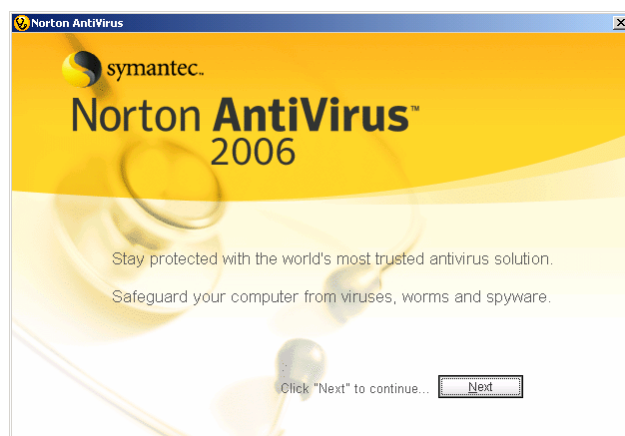 Norton AntiVirus
symantec™
Norton AntiVirus™
2006
Stay protected with the world's most trusted antivirus solution.
Safeguard your computer from viruses, worms and spyware.
Click "Next" to continue... Next